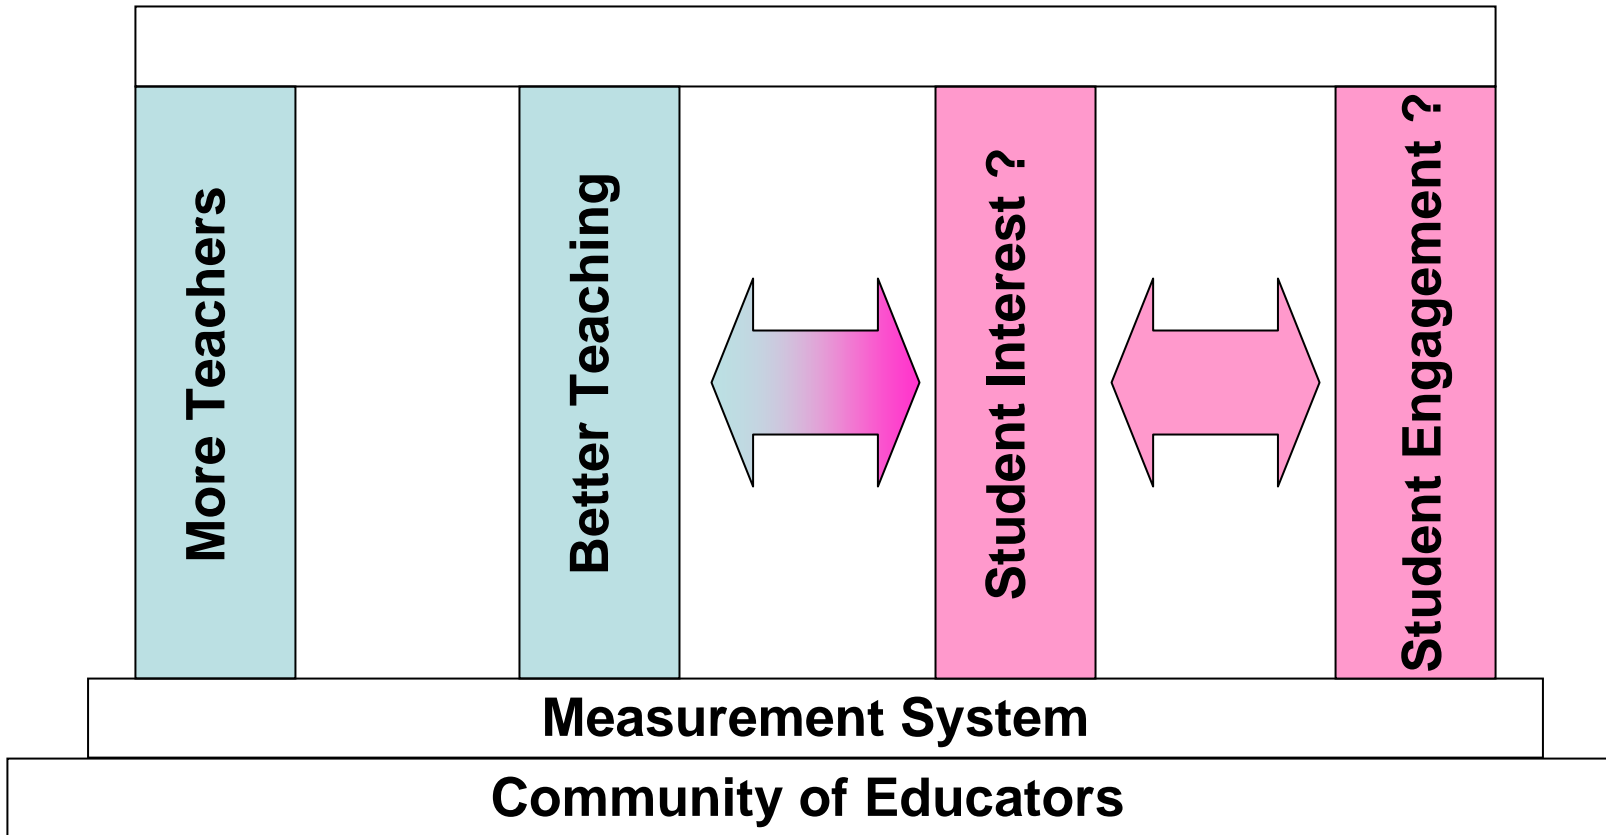 More Teachers
Better Teaching
Student Interest ?
Student Engagement ?
Measurement System
Community of Educators